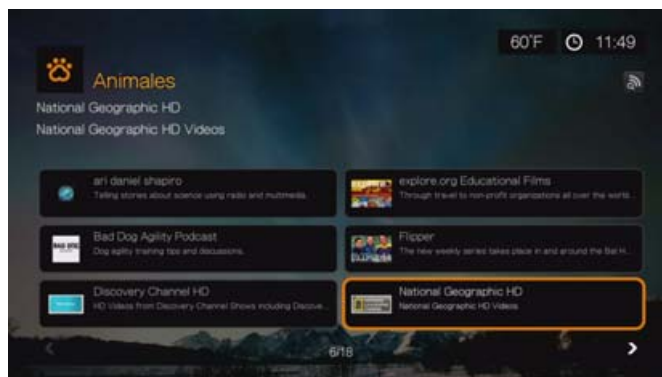 60°F 11:49
Animales
National Geographic HD
National Geographic HD Videos
ari daniel shapiro
Telling stories about science using radio and multimedia.
explore.org Educational Films
Through travel to non-profit organizations all over the world.
Bad Dog Agility Podcast
Dog agility training tips and discussions.
Flipper
The new weekly series takes place in and around the Bal H...
Discovery Channel HD
HD Videos from Discovery Channel Shows including Discove...
National Geographic HD
National Geographic HD Videos
6/18